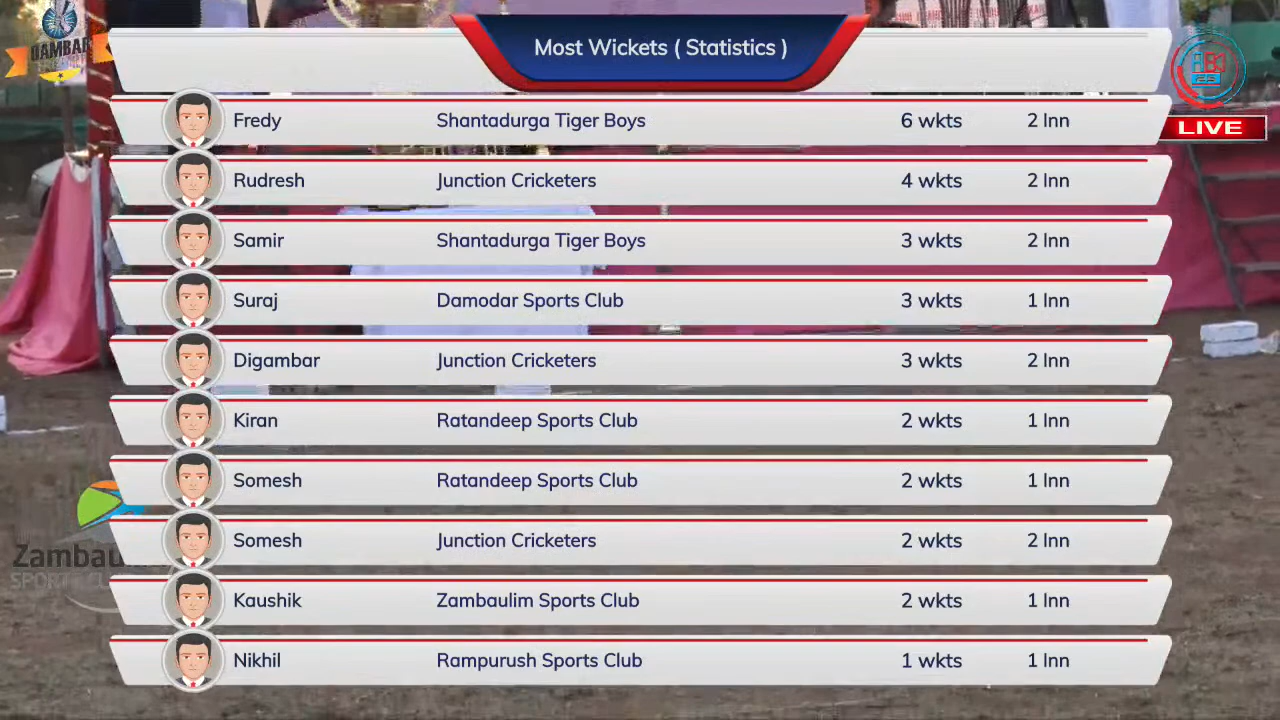 DAMBAR
Most Wickets ( Statistics )
LIVE
Fredy Shantadurga Tiger Boys 6 wkts 2 Inn
Rudresh Junction Cricketers 4 wkts 2 Inn
Samir Shantadurga Tiger Boys 3 wkts 2 Inn
Suraj Damodar Sports Club 3 wkts 1 Inn
Digambar Junction Cricketers 3 wkts 2 Inn
Kiran Ratandeep Sports Club 2 wkts 1 Inn
Somesh Ratandeep Sports Club 2 wkts 1 Inn
Somesh Junction Cricketers 2 wkts 2 Inn
Kaushik Zambaulim Sports Club 2 wkts 1 Inn
Nikhil Rampurush Sports Club 1 wkts 1 Inn
Zambau
SPORTS CLU